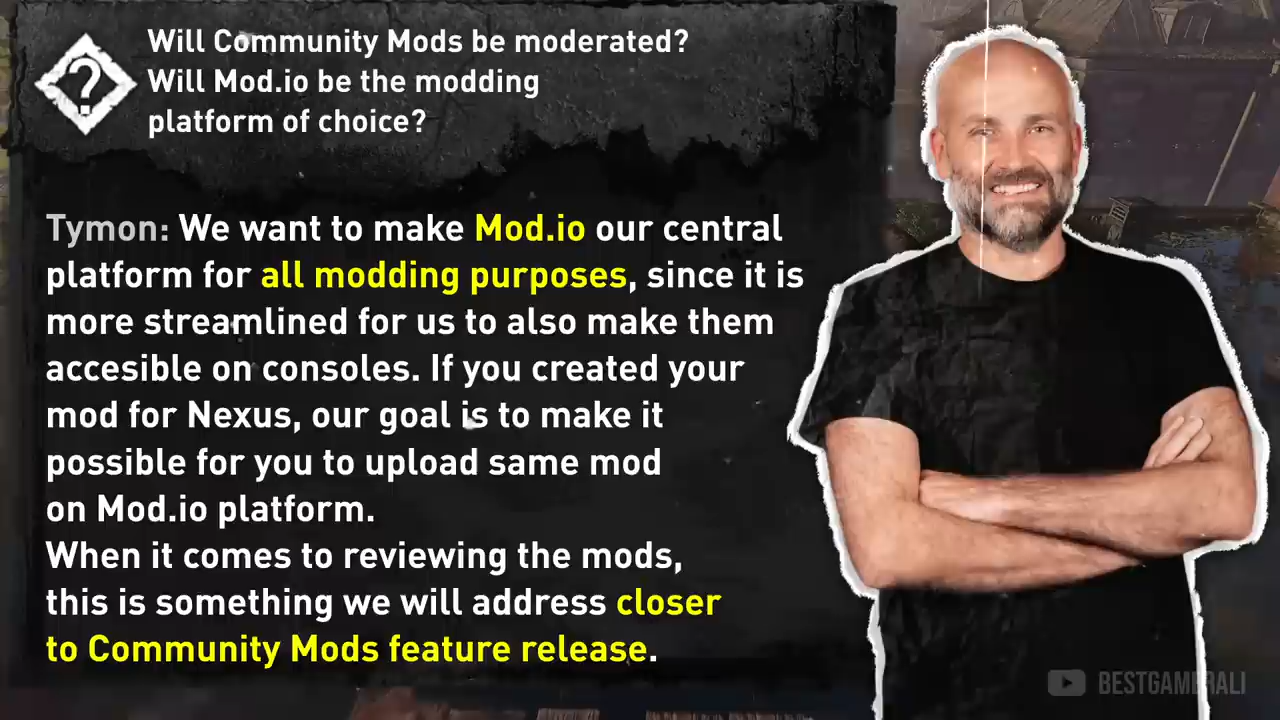 Will Community Mods be moderated?
Will Mod.io be the modding
platform of choice?
Tymon: We want to make Mod.io our central
platform for all modding purposes, since it is
more streamlined for us to also make them
accesible on consoles. If you created your
mod for Nexus, our goal is to make it
possible for you to upload same mod
on Mod.io platform.
When it comes to reviewing the mods,
this is something we will address closer
to Community Mods feature release.
BESTGAMERALI